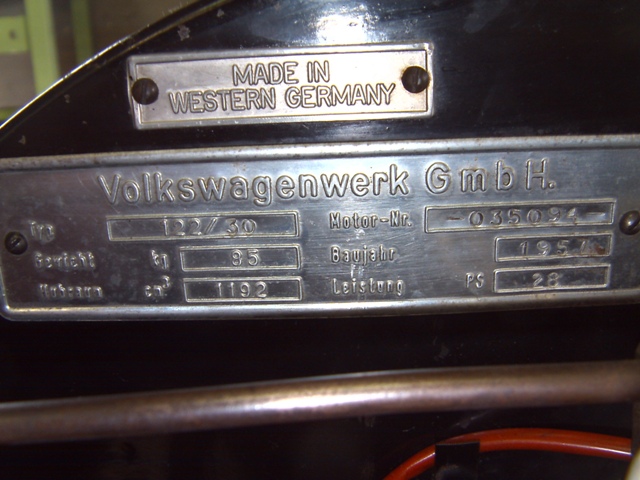 MADE IN
WESTERN GERMANY
Volkswagenwerk GmbH.
Typ 122/30 Motor-Nr. -035094-
Gewicht kg 95 Baujahr
Hubraum cm³ 1192 Leistung PS 28